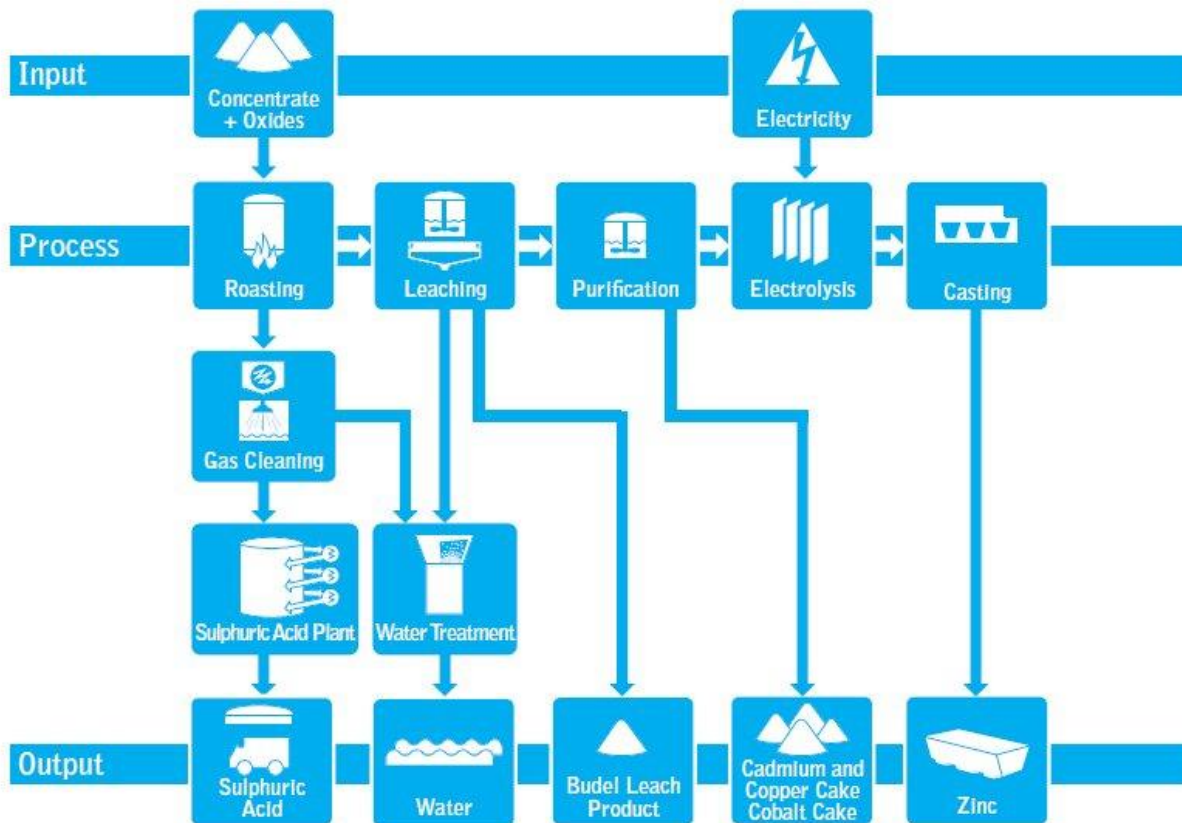 Input
Concentrate
+ Oxides
Electricity
Process
Roasting
Leaching
Purification
Electrolysis
Casting
Gas Cleaning
Sulphuric Acid Plant
Water Treatment
Output
Sulphuric
Acid
Water
Budel Leach
Product
Cadmium and
Copper Cake
Cobalt Cake
Zinc